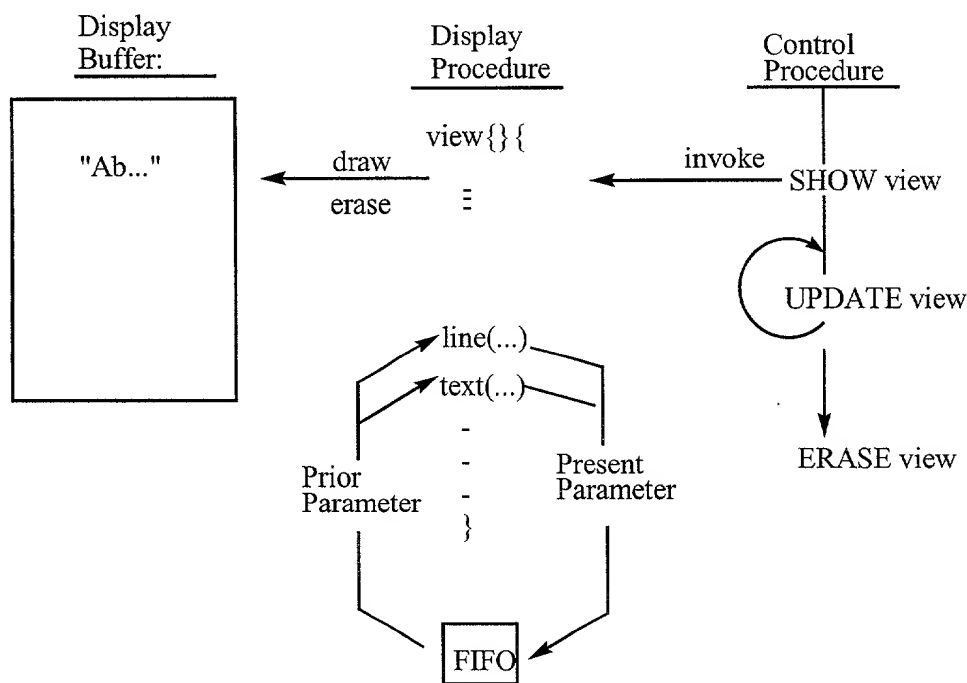 Display
Buffer:
Display
Procedure
Control
Procedure
"Ab..."
view{}{
draw
erase
invoke
SHOW view
UPDATE view
ERASE view
line(...)
text(...)
-
-
-
}
Prior
Parameter
Present
Parameter
FIFO